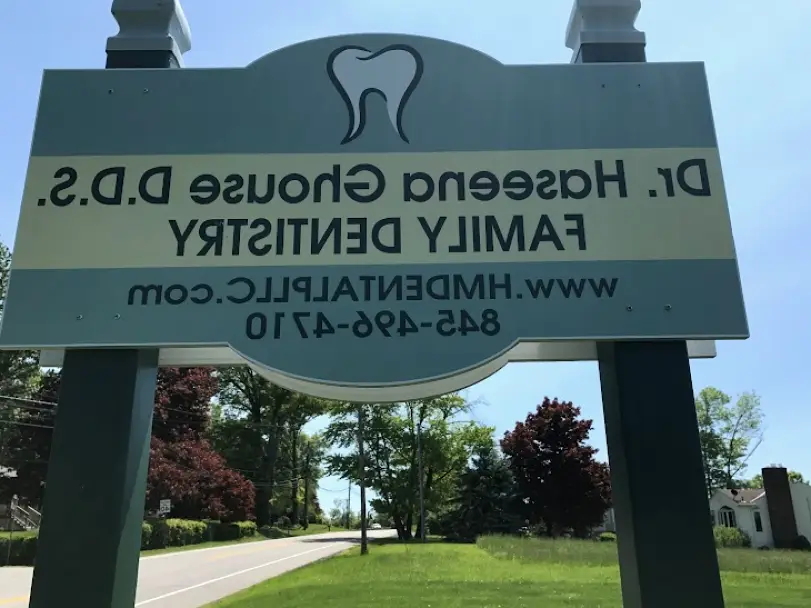 Dr. Haseena Ghouse D.D.S.
FAMILY DENTISTRY
www.HMDENTALPLLC.com
845-496-4710